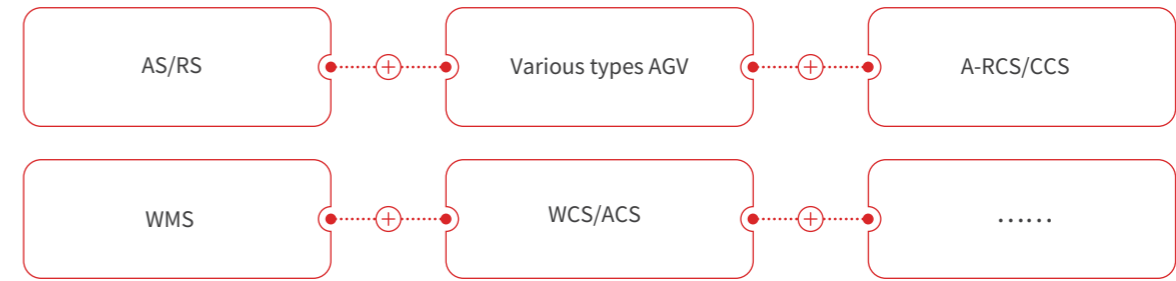 AS/RS
Various types AGV
A-RCS/CCS
WMS
WCS/ACS
……